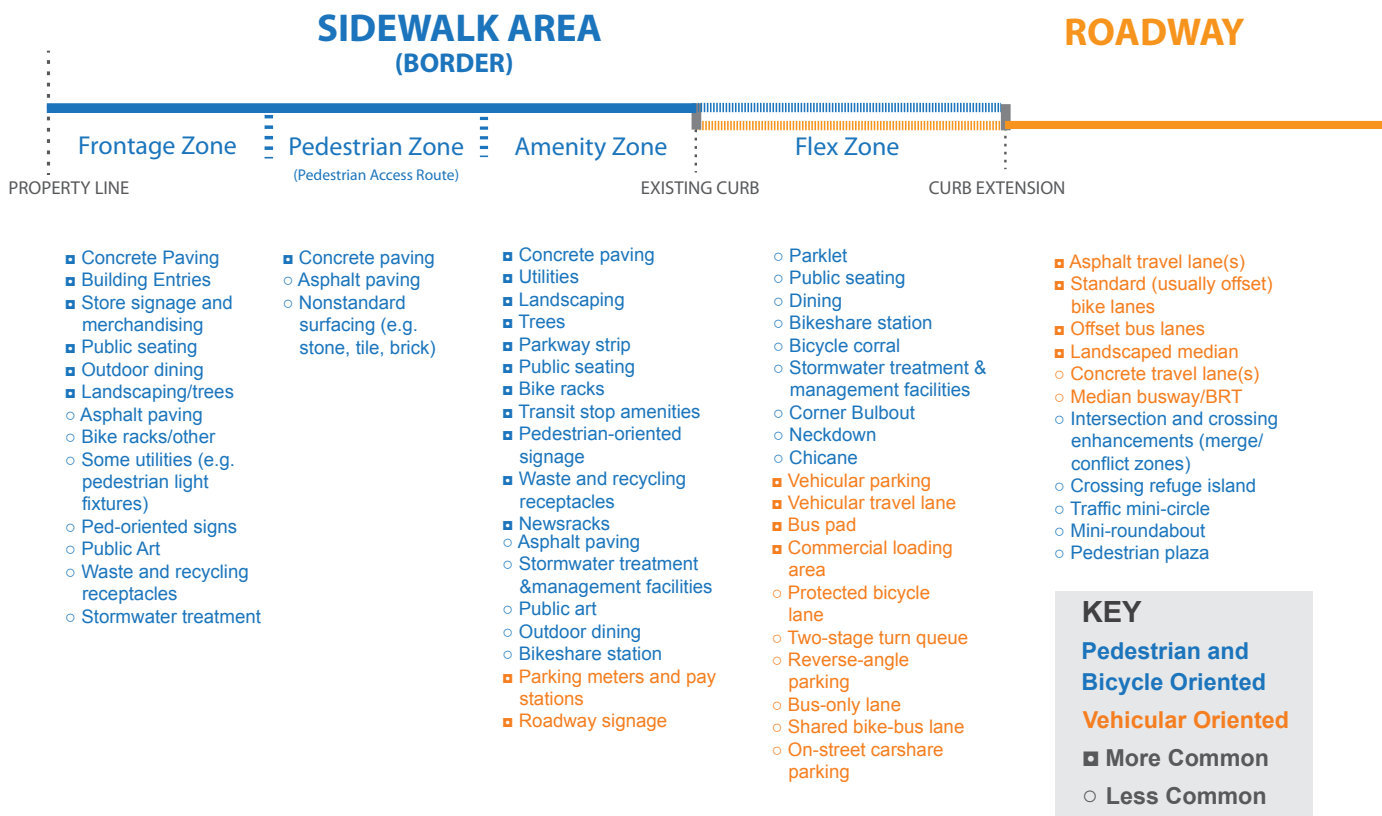 SIDEWALK AREA
(BORDER)
ROADWAY
Frontage Zone
Pedestrian Zone
(Pedestrian Access Route)
Amenity Zone
Flex Zone
PROPERTY LINE
EXISTING CURB
CURB EXTENSION
◘ Concrete Paving
◘ Building Entries
◘ Store signage and
merchandising
◘ Public seating
◘ Outdoor dining
◘ Landscaping/trees
○ Asphalt paving
○ Bike racks/other
○ Some utilities (e.g.
pedestrian light
fixtures)
○ Ped-oriented signs
○ Public Art
○ Waste and recycling
receptacles
○ Stormwater treatment
◘ Concrete paving
○ Asphalt paving
○ Nonstandard
surfacing (e.g.
stone, tile, brick)
◘ Concrete paving
◘ Utilities
◘ Landscaping
◘ Trees
◘ Parkway strip
◘ Public seating
◘ Bike racks
◘ Transit stop amenities
◘ Pedestrian-oriented
signage
◘ Waste and recycling
receptacles
◘ Newsracks
○ Asphalt paving
○ Stormwater treatment
&management facilities
○ Public art
○ Outdoor dining
○ Bikeshare station
◘ Parking meters and pay
stations
◘ Roadway signage
○ Parklet
○ Public seating
○ Dining
○ Bikeshare station
○ Bicycle corral
○ Stormwater treatment &
management facilities
○ Corner Bulbout
○ Neckdown
○ Chicane
◘ Vehicular parking
◘ Vehicular travel lane
◘ Bus pad
◘ Commercial loading
area
○ Protected bicycle
lane
○ Two-stage turn queue
○ Reverse-angle
parking
○ Bus-only lane
○ Shared bike-bus lane
○ On-street carshare
parking
◘ Asphalt travel lane(s)
◘ Standard (usually offset)
bike lanes
◘ Offset bus lanes
◘ Landscaped median
○ Concrete travel lane(s)
○ Median busway/BRT
○ Intersection and crossing
enhancements (merge/
conflict zones)
○ Crossing refuge island
○ Traffic mini-circle
○ Mini-roundabout
○ Pedestrian plaza
KEY
Pedestrian and
Bicycle Oriented
Vehicular Oriented
◘ More Common
○ Less Common